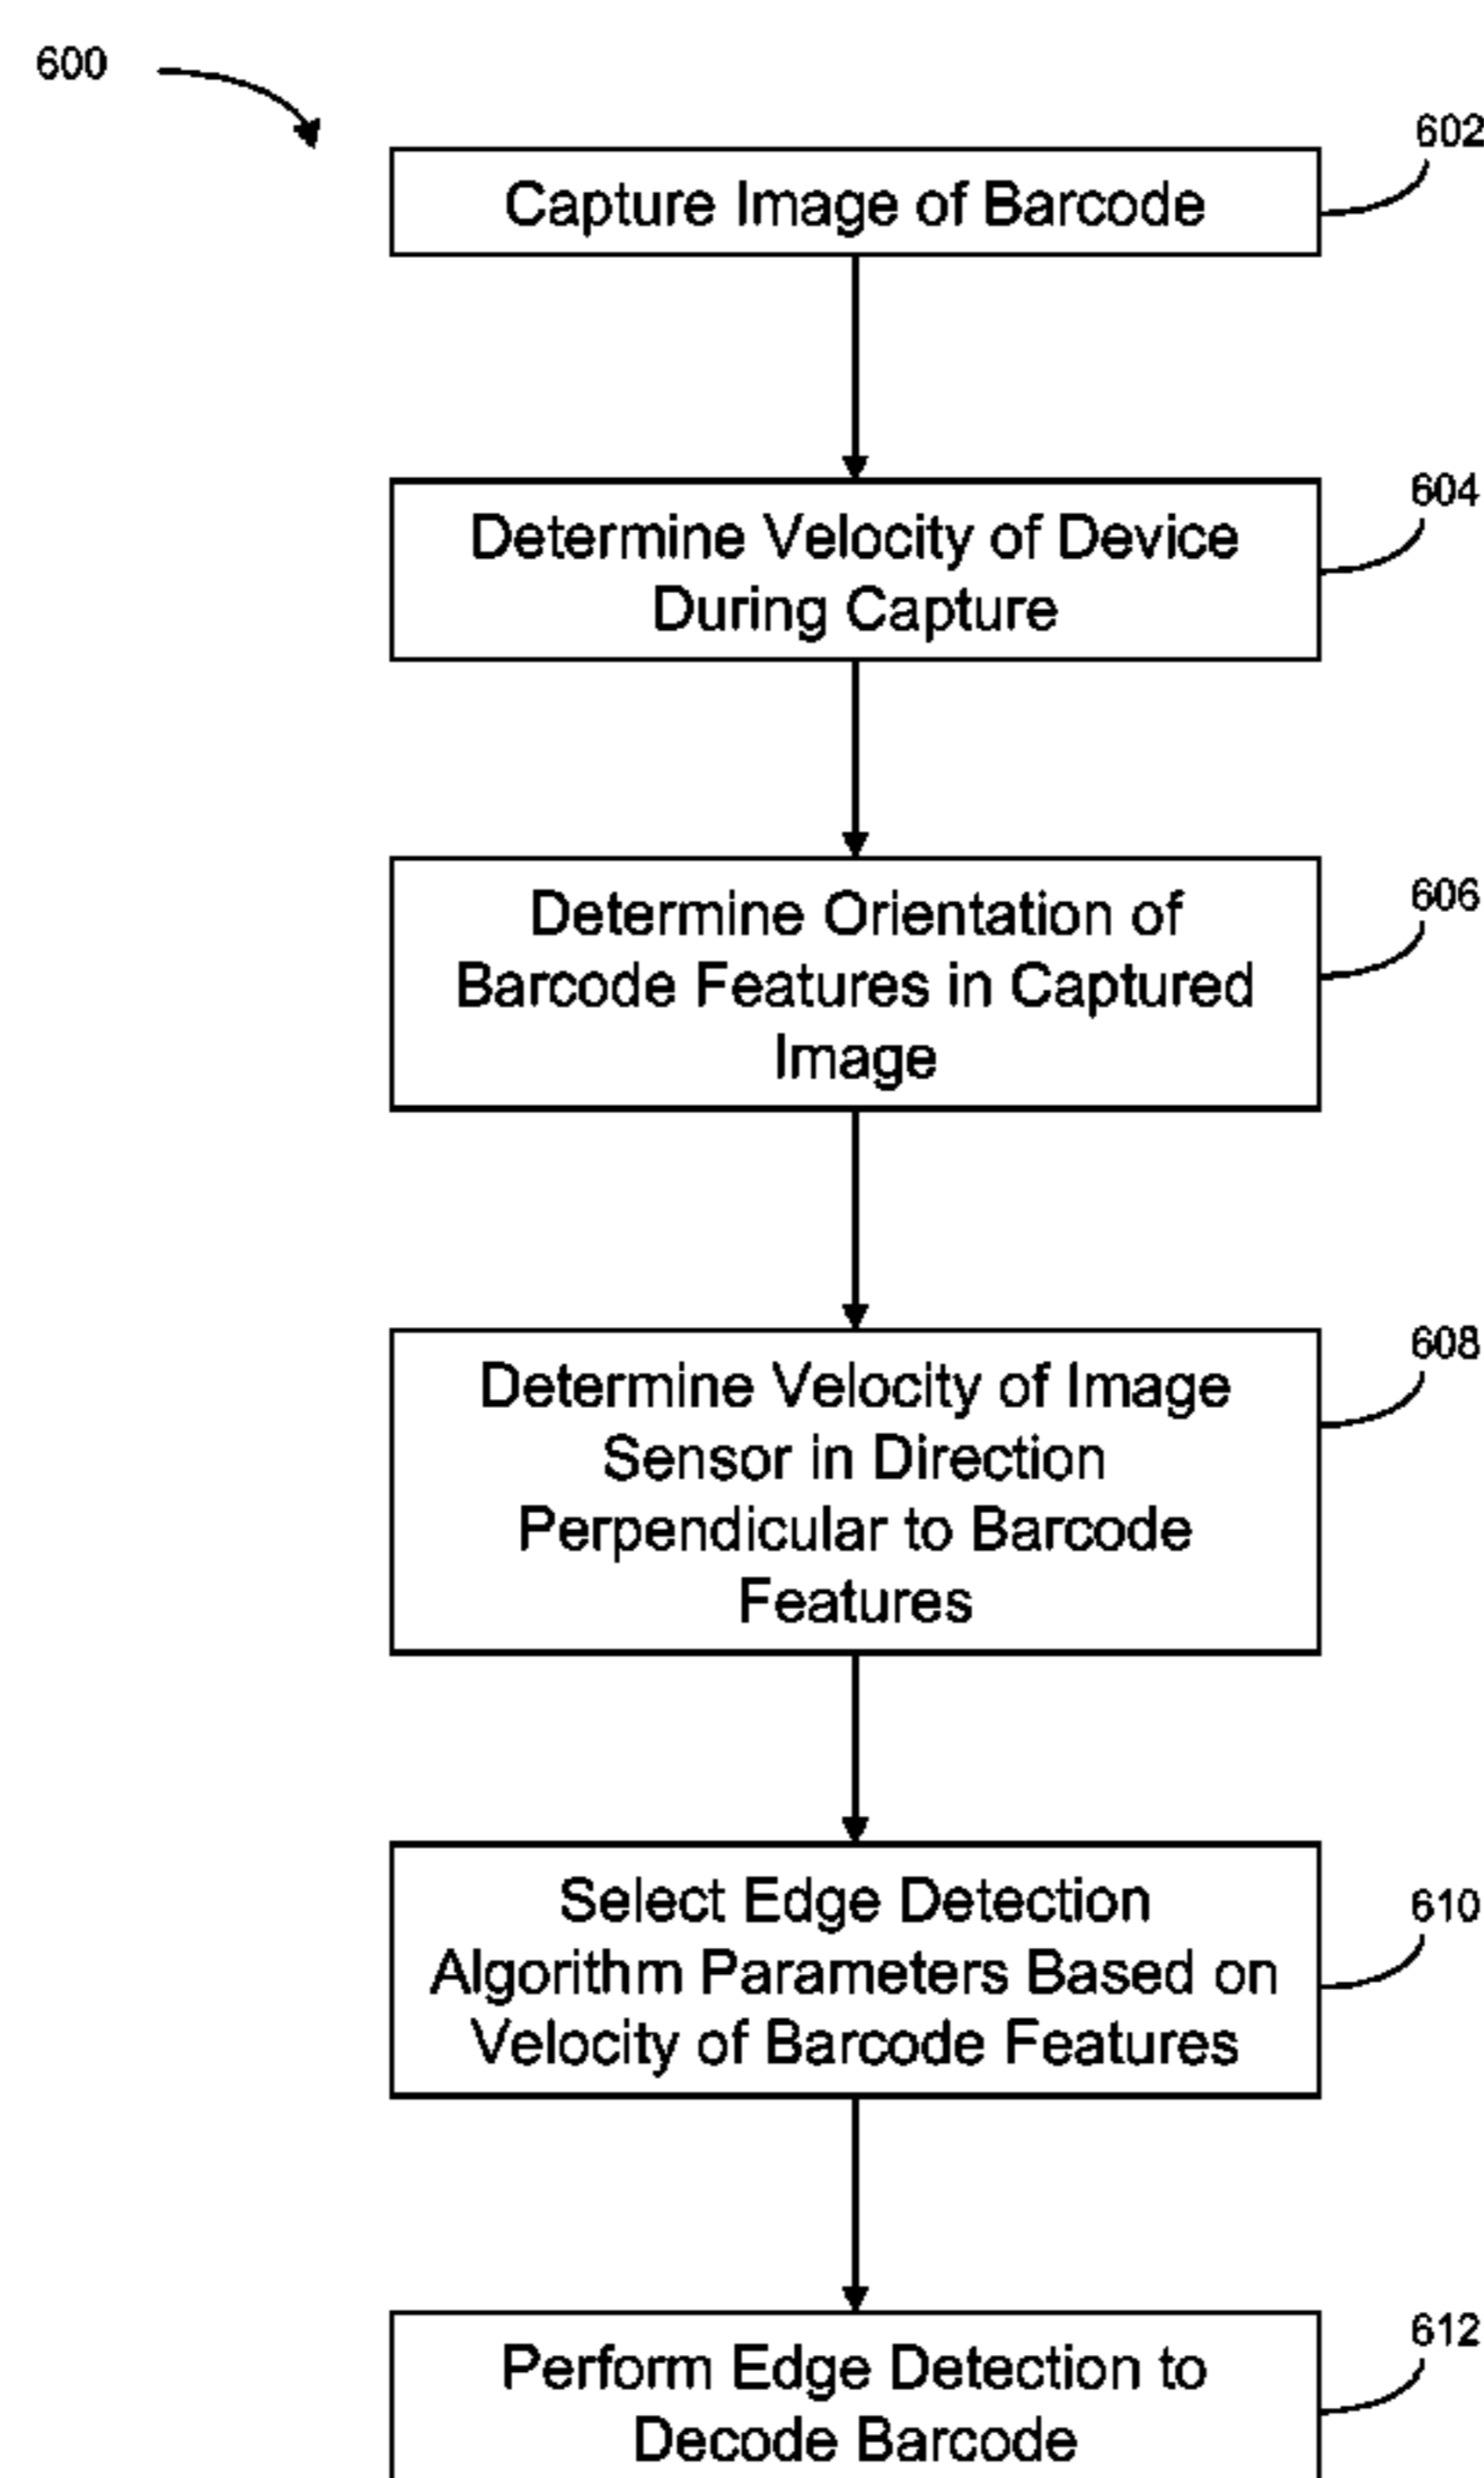 600
602
Capture Image of Barcode
604
Determine Velocity of Device
During Capture
606
Determine Orientation of
Barcode Features in Captured
Image
608
Determine Velocity of Image
Sensor in Direction
Perpendicular to Barcode
Features
610
Select Edge Detection
Algorithm Parameters Based on
Velocity of Barcode Features
612
Perform Edge Detection to
Decode Barcode